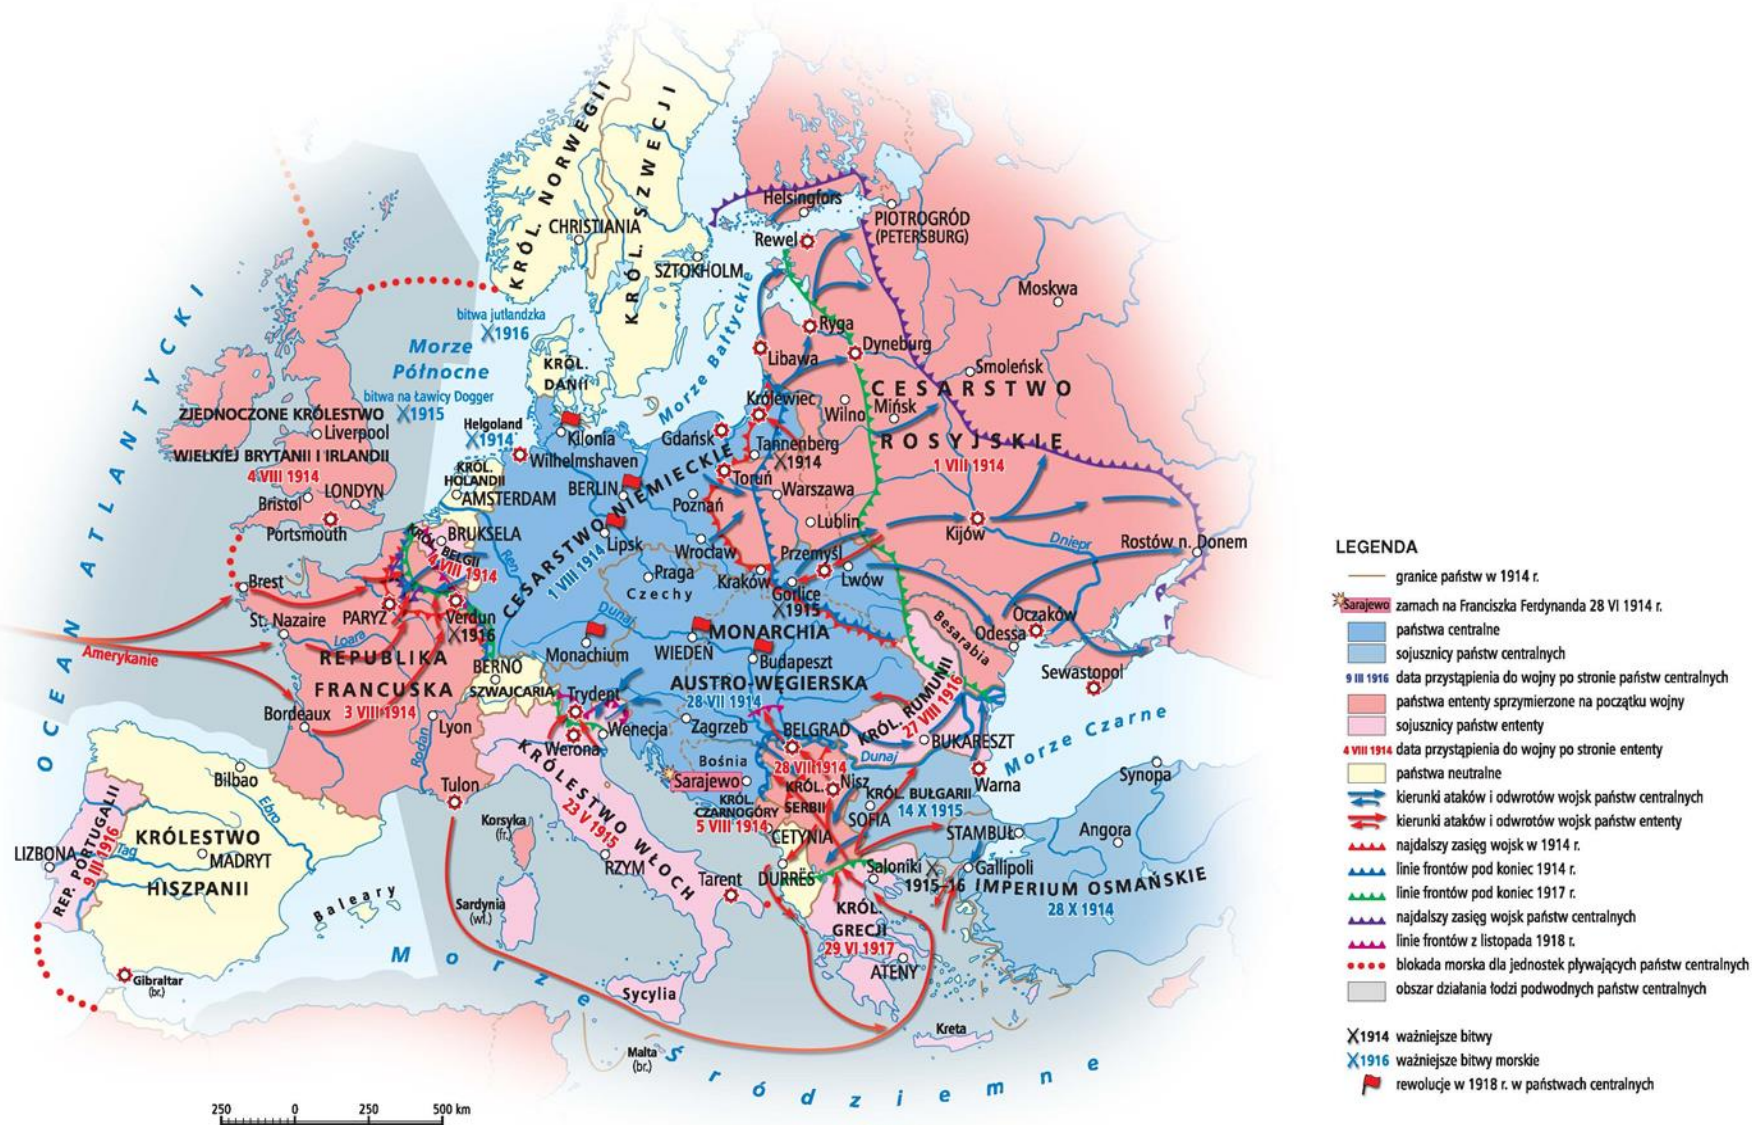 KRÓL. NORWEGII
KRÓL. SZWECJI
CHRISTIANIA
SZTOKHOLM
Helsingfors
PIOTROGRÓD
(PETERSBURG)
Rewel
Moskwa
Ryga
Dyneburg
Libawa
Smoleńsk
CESARSTWO
ROSYJSKIE
1 VIII 1914
Królewiec
Wilno
Mińsk
OCEAN ATLANTYCKI
bitwa jutlandzka
1916
Morze
Północne
bitwa na Ławicy Dogger
1915
Morze Bałtyckie
KRÓL.
DANII
ZJEDNOCZONE KRÓLESTWO
Liverpool
WIELKIEJ BRYTANII I IRLANDII
4 VIII 1914
Bristol
LONDYN
Portsmouth
Helgoland
1914
Kilonia
Wilhelmshaven
Gdańsk
Tannenberg
1914
Toruń
KRÓL.
HOLANDII
AMSTERDAM
BERLIN
Poznań
Warszawa
CESARSTWO NIEMIECKIE
1 VIII 1914
BRUKSELA
KRÓL. BELGII
4 VIII 1914
Ren
Lipsk
Wrocław
Lublin
Kijów
Dniepr
Rostów n. Donem
Przemyśl
Lwów
Kraków
Gorlice
1915
Praga
Czechy
Brest
St. Nazaire
PARYŻ
Verdun
1916
Loara
Amerykanie
REPUBLIKA
FRANCUSKA
3 VIII 1914
Bordeaux
Lyon
Rodan
Tulon
BERNO
SZWAJCARIA
Dunaj
Monachium
WIEDEŃ
MONARCHIA
Budapeszt
AUSTRO-WĘGIERSKA
28 VII 1914
Besarabia
Oczaków
Odessa
Sewastopol
Trydent
Wenecja
Werona
Zagrzeb
BELGRAD
28 VIII 1914
KRÓL. RUMUNII
27 VIII 1916
BUKARESZT
Dunaj
Morze Czarne
Bośnia
Sarajewo
KRÓL.
CZARNOGÓRY
5 VIII 1914
KRÓL.
SERBII
Nisz
KRÓL. BUŁGARII
14 X 1915
SOFIA
Warna
Synopa
CETYNIA
STAMBUŁ
Angora
KRÓLESTWO WŁOCH
23 V 1915
Korsyka
(fr.)
RZYM
Tarent
DURRËS
Saloniki
1915–16
Gallipoli
IMPERIUM OSMAŃSKIE
28 X 1914
Bilbao
Ebro
REP. PORTUGALII
9 III 1916
LIZBONA
Tag
KRÓLESTWO
MADRYT
HISZPANII
Baleary
Sardynia
(wł.)
KRÓL.
GRECJI
29 VI 1917
ATENY
Gibraltar
(br.)
Sycylia
Malta
(br.)
Kreta
Morze Śródziemne
250
0
250
500 km
LEGENDA
granice państw w 1914 r.
Sarajewo
zamach na Franciszka Ferdynanda 28 VI 1914 r.
państwa centralne
sojusznicy państw centralnych
9 III 1916
data przystąpienia do wojny po stronie państw centralnych
państwa ententy sprzymierzone na początku wojny
sojusznicy państw ententy
4 VIII 1914
data przystąpienia do wojny po stronie ententy
państwa neutralne
kierunki ataków i odwrotów wojsk państw centralnych
kierunki ataków i odwrotów wojsk państw ententy
najdalszy zasięg wojsk w 1914 r.
linie frontów pod koniec 1914 r.
linie frontów pod koniec 1917 r.
najdalszy zasięg wojsk państw centralnych
linie frontów z listopada 1918 r.
blokada morska dla jednostek pływających państw centralnych
obszar działania łodzi podwodnych państw centralnych
1914
ważniejsze bitwy
1916
ważniejsze bitwy morskie
rewolucje w 1918 r. w państwach centralnych